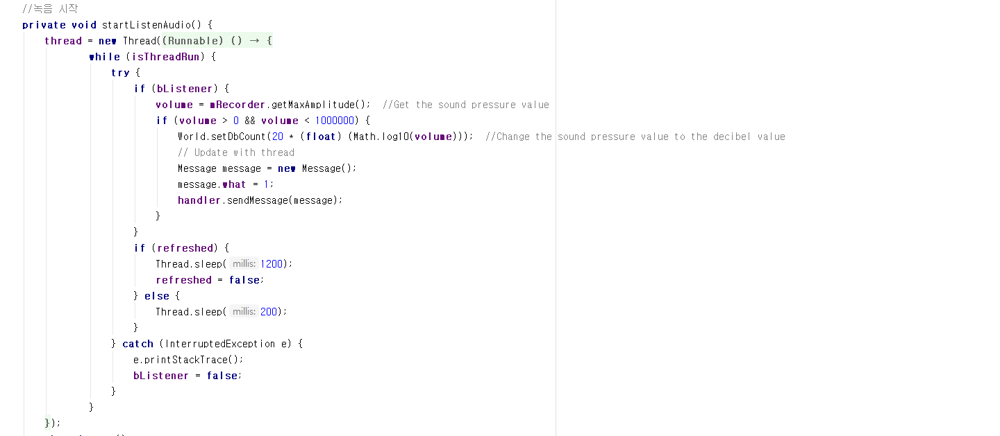 //녹음 시작
private void startListenAudio() {
thread = new Thread((Runnable) () → {
while (isThreadRun) {
try {
if (bListener) {
volume = mRecorder.getMaxAmplitude(); //Get the sound pressure value
if (volume > 0 && volume < 1000000) {
World.setDbCount(20 * (float) (Math.log10(volume))); //Change the sound pressure value to the decibel value
// Update with thread
Message message = new Message();
message.what = 1;
handler.sendMessage(message);
}
}
if (refreshed) {
Thread.sleep( millis: 1200);
refreshed = false;
} else {
Thread.sleep( millis: 200);
}
} catch (InterruptedException e) {
e.printStackTrace();
bListener = false;
}
}
});